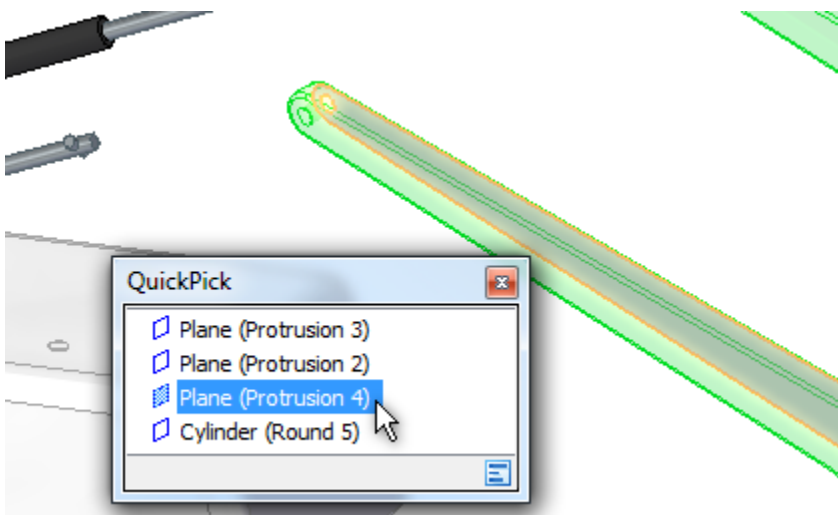 QuickPick
Plane (Protrusion 3)
Plane (Protrusion 2)
Plane (Protrusion 4)
Cylinder (Round 5)